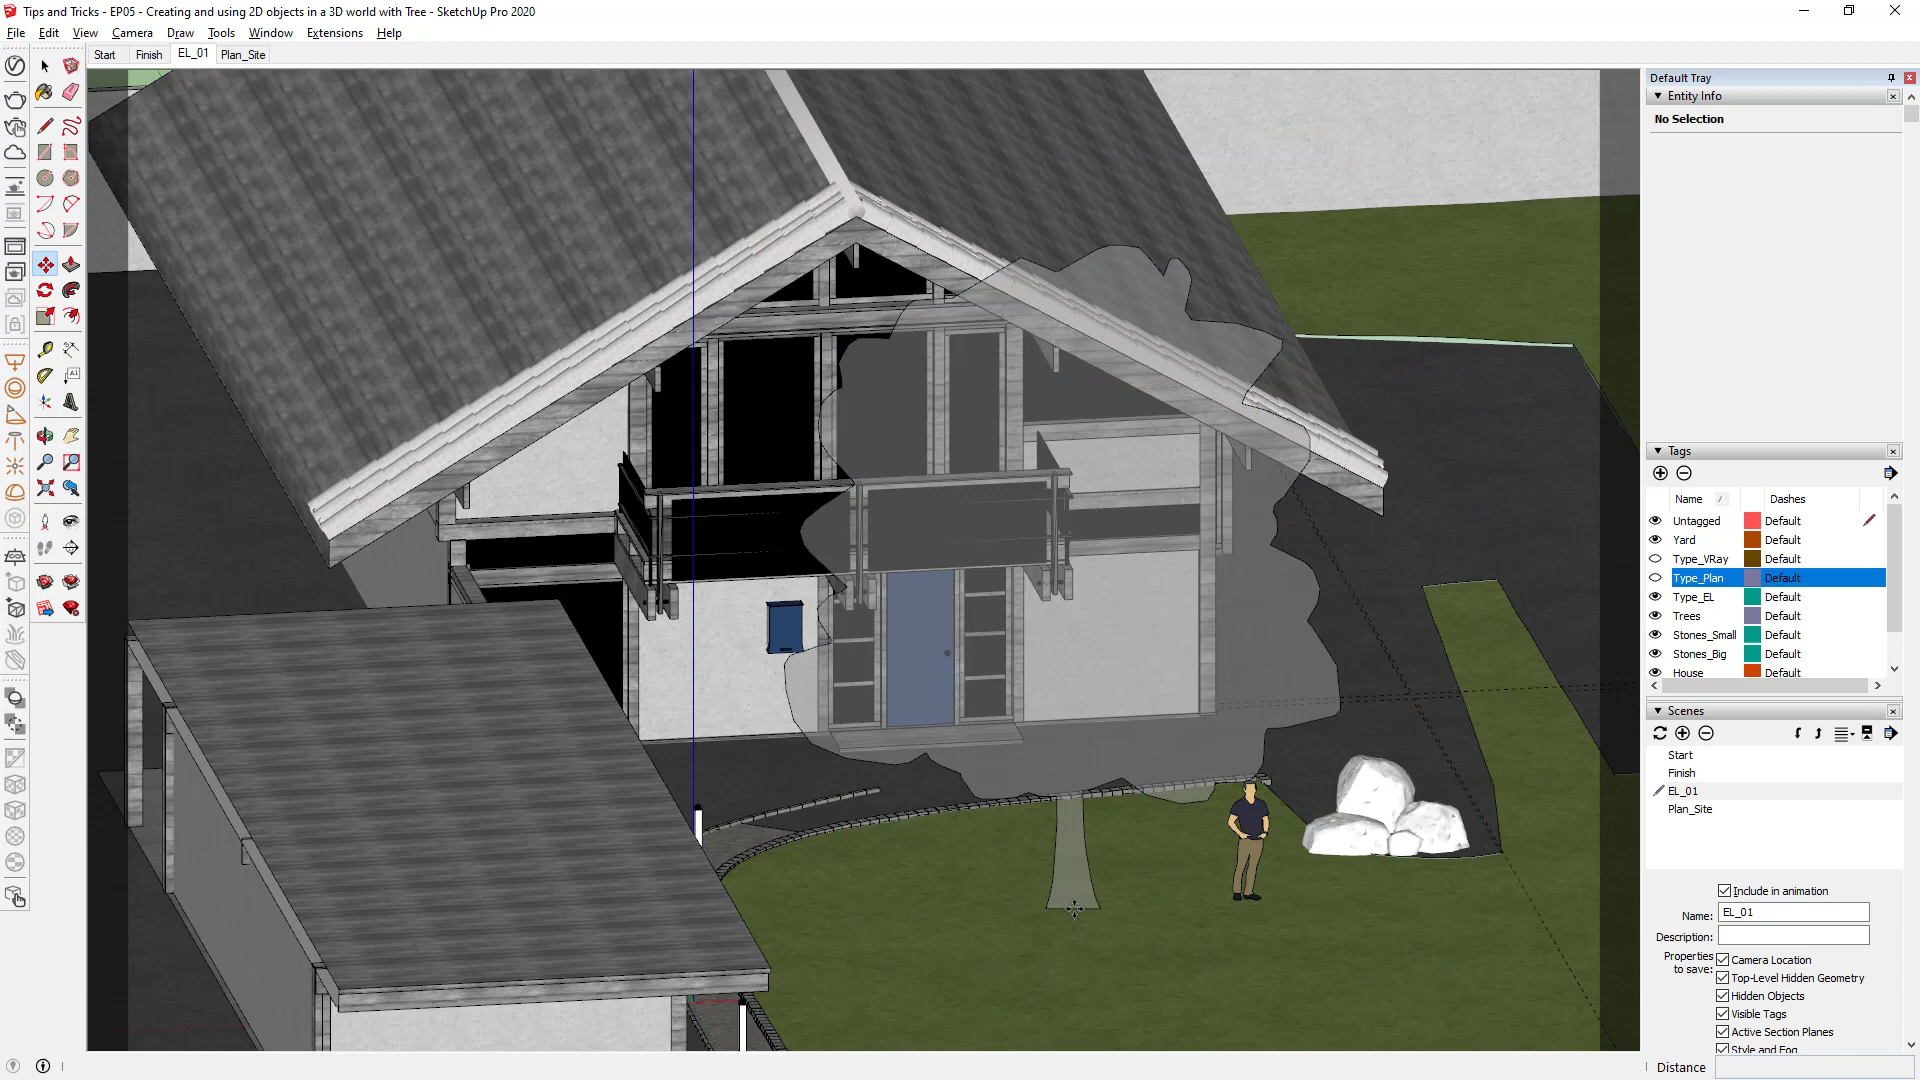 Tips and Tricks - EP05 - Creating and using 2D objects in a 3D world with Tree - SketchUp Pro 2020
File Edit View Camera Draw Tools Window Extensions Help
Start Finish EL_01 Plan_Site
Default Tray
Entity Info
No Selection
Tags
Name Dashes
Untagged Default
Yard Default
Type_VRay Default
Type_Plan Default
Type_EL Default
Trees Default
Stones_Small Default
Stones_Big Default
House Default
Scenes
Start
Finish
EL_01
Plan_Site
Include in animation
Name: EL_01
Description:
Properties to save:
Camera Location
Top-Level Hidden Geometry
Hidden Objects
Visible Tags
Active Section Planes
Style and Fog
Distance